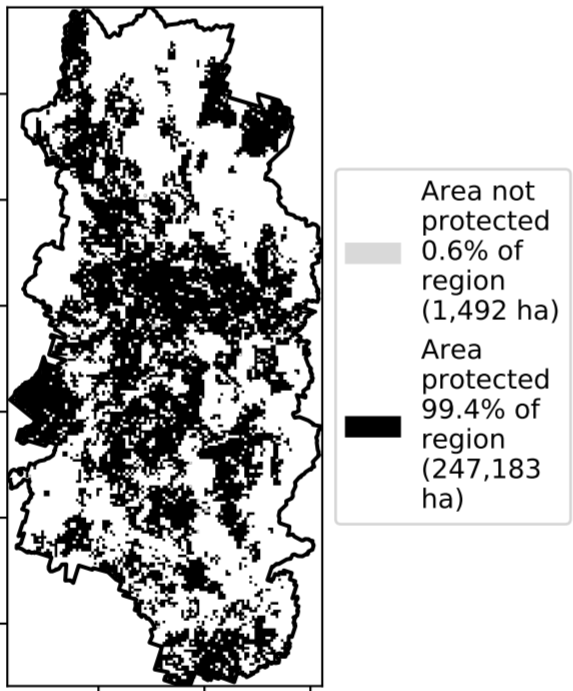 Area not
protected
0.6% of
region
(1,492 ha)
Area
protected
99.4% of
region
(247,183
ha)